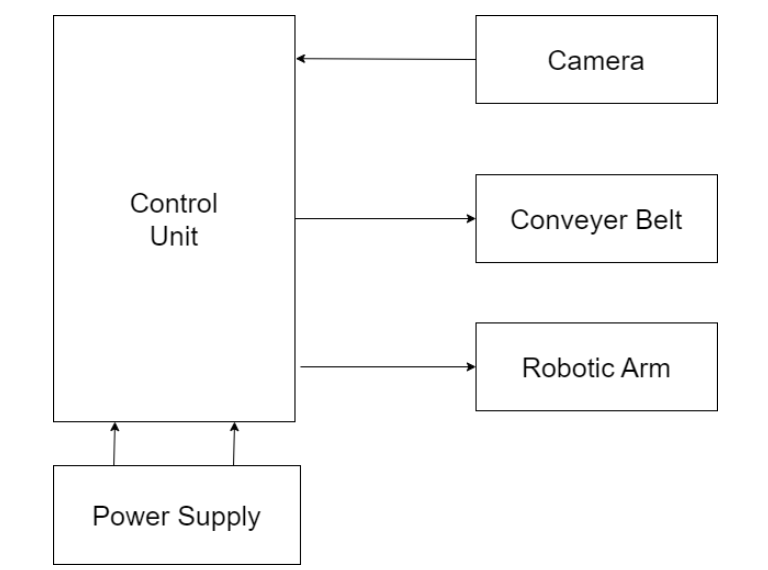 Camera
Control
Unit
Conveyer Belt
Robotic Arm
Power Supply